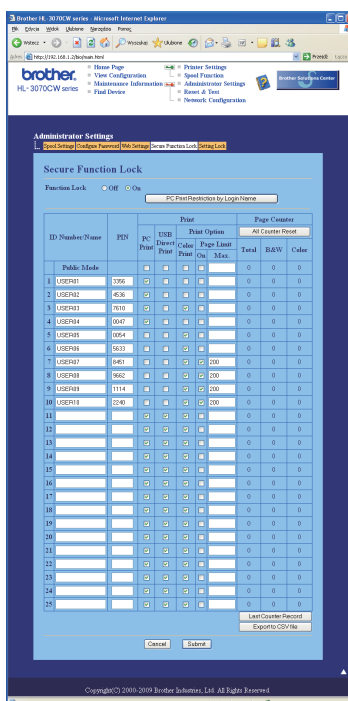 Brother HL-3070CW series - Microsoft Internet Explorer
Plik Edycja Widok Ulubione Narzędzia Pomoc
Wstecz Wyszukaj Ulubione
Adres http://192.168.1.2/bio/main.html Przejdź Łącza
brother.
HL-3070CW series
Home Page
View Configuration
Maintenance Information
Find Device
Printer Settings
Spool Function
Administrator Settings
Reset & Test
Network Configuration
Brother Solutions Center
Administrator Settings
Spool Settings Configure Password Web Settings Secure Function Lock Setting Lock
Secure Function Lock
Function Lock Off On
PC Print Restriction by Login Name
Print Page Counter
ID Number/Name PIN PC Print USB Direct Print Print Option All Counter Reset
Color Print Page Limit Total B&W Color
On Max.
Public Mode 0 0 0
1 USER01 3356 0 0 0
2 USER02 4536 0 0 0
3 USER03 7610 0 0 0
4 USER04 0047 0 0 0
5 USER05 0054 0 0 0
6 USER06 5633 0 0 0
7 USER07 8451 200 0 0 0
8 USER08 9662 200 0 0 0
9 USER09 1114 200 0 0 0
10 USER10 2240 200 0 0 0
11 0 0 0
12 0 0 0
13 0 0 0
14 0 0 0
15 0 0 0
16 0 0 0
17 0 0 0
18 0 0 0
19 0 0 0
20 0 0 0
21 0 0 0
22 0 0 0
23 0 0 0
24 0 0 0
25 0 0 0
Last Counter Record
Export to CSV file
Cancel Submit
Copyright(C) 2000-2009 Brother Industries, Ltd. All Rights Reserved.